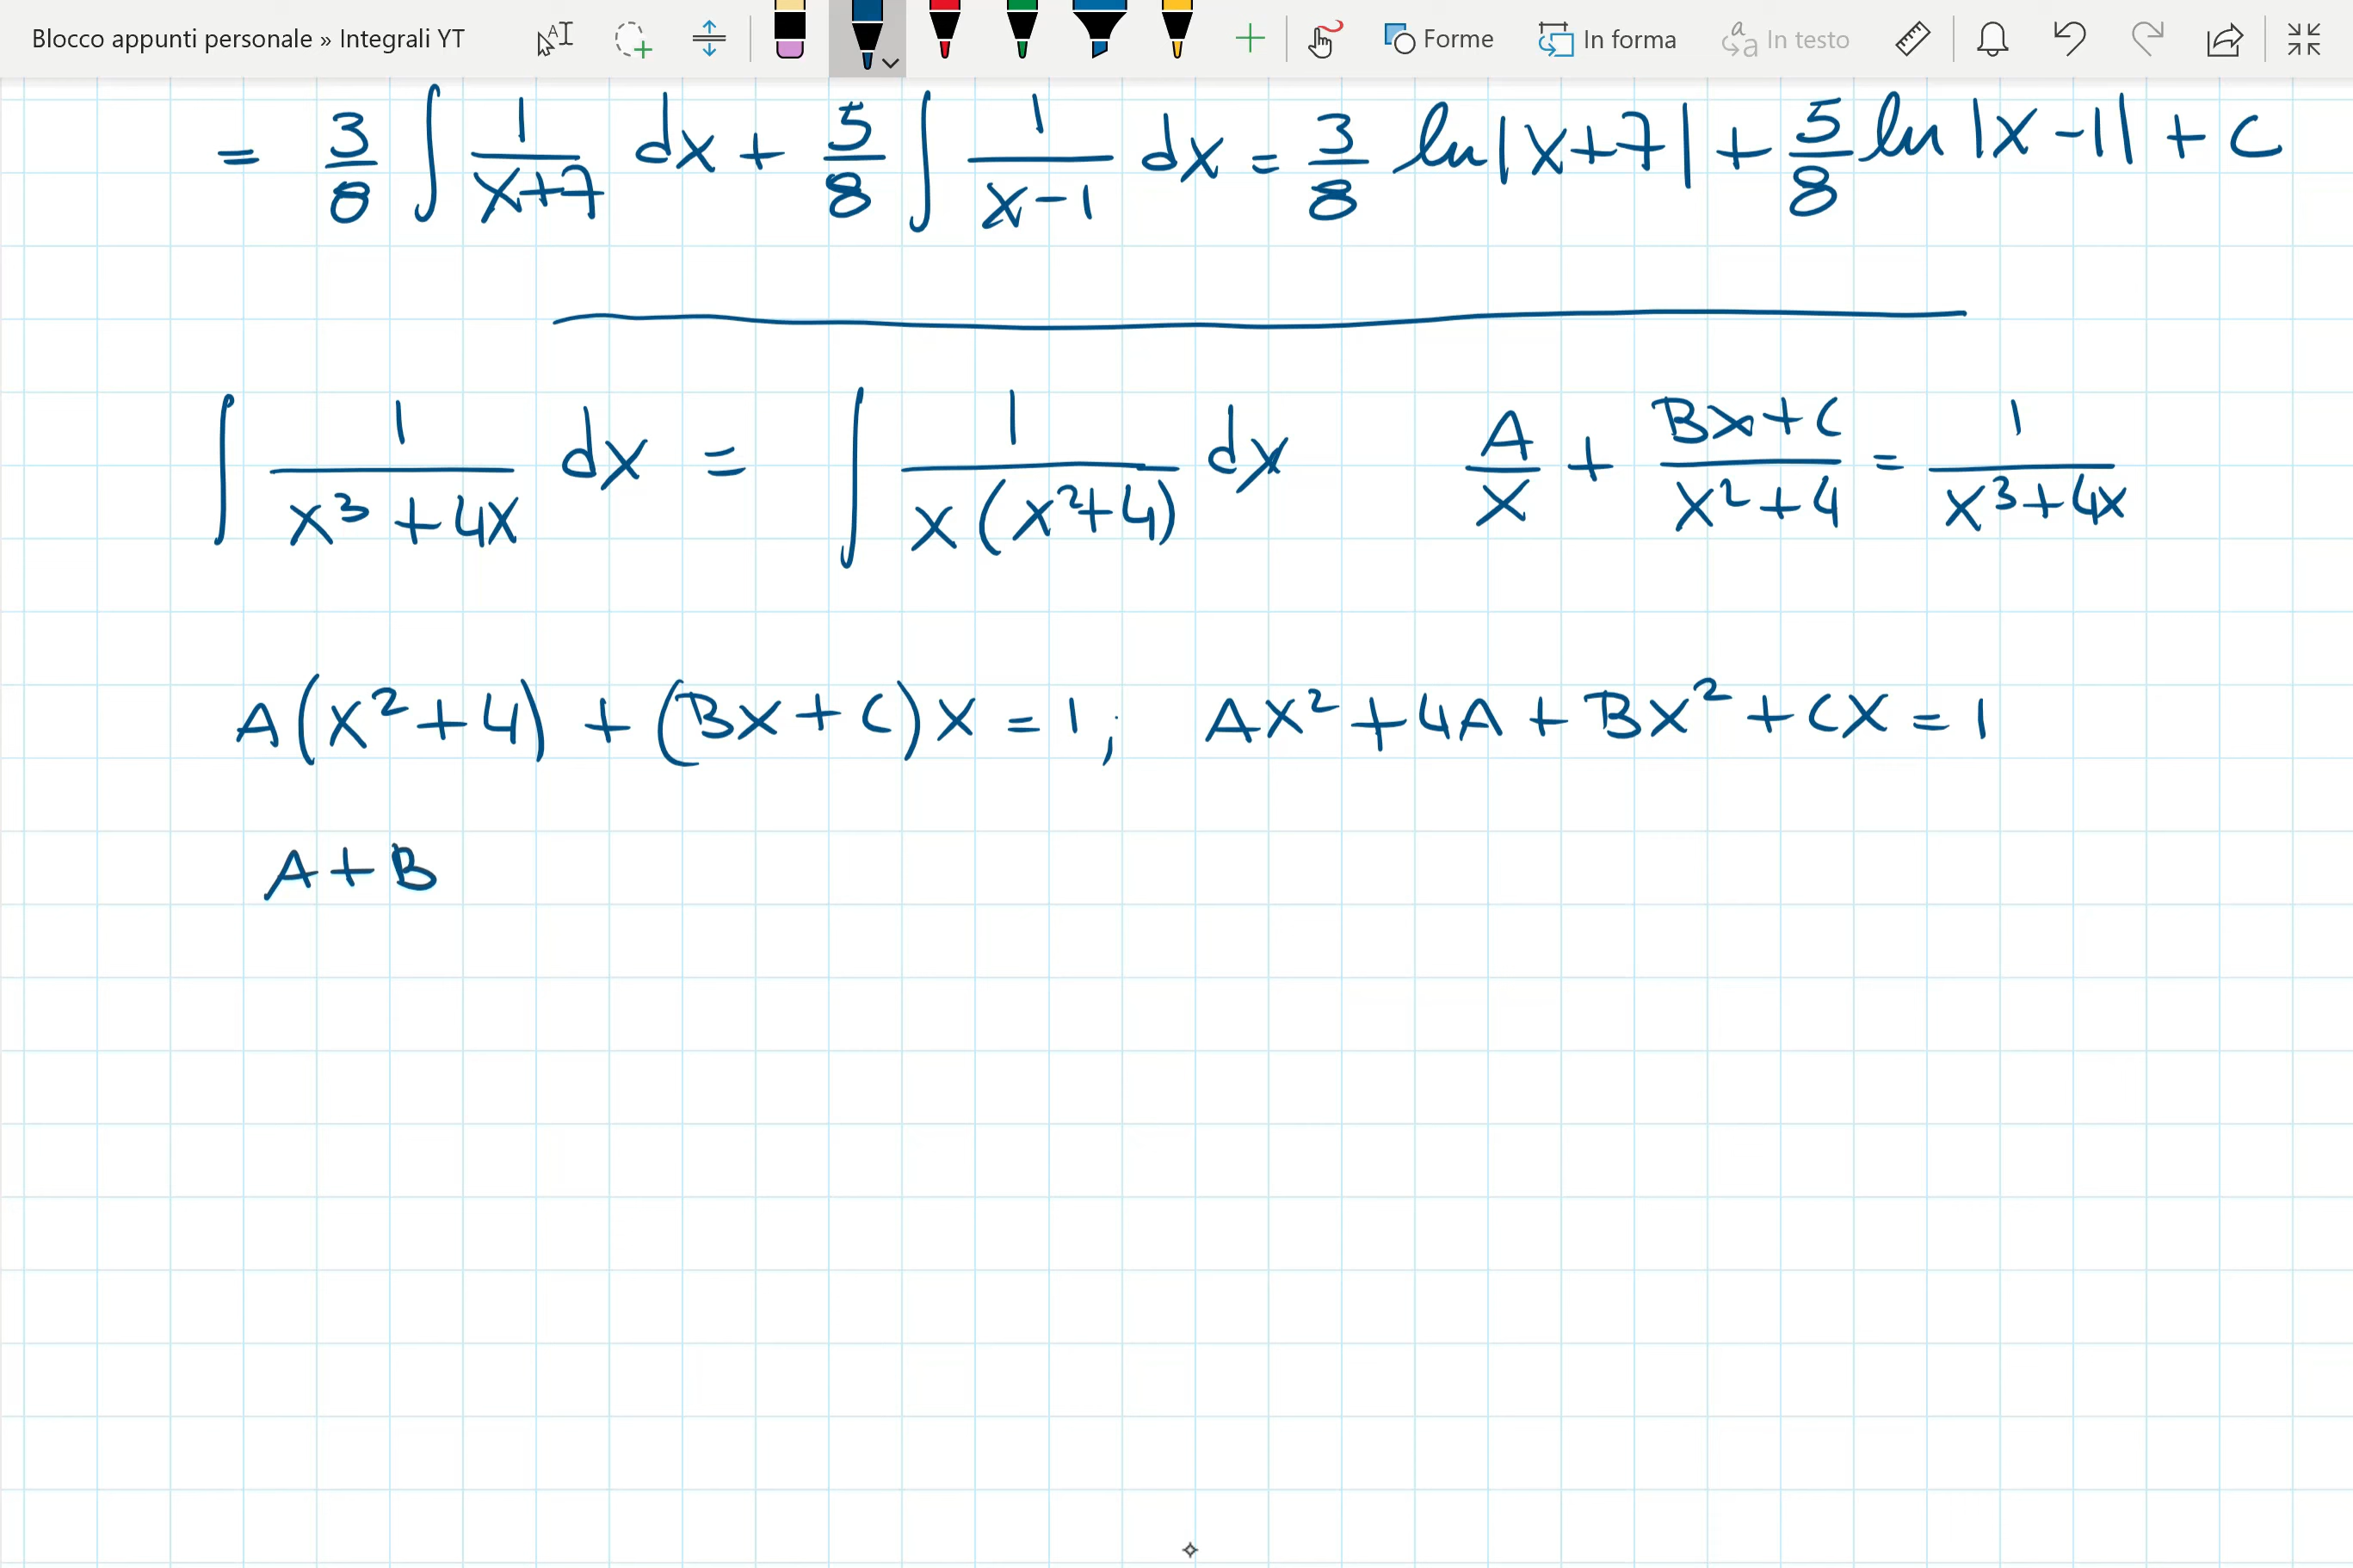 Blocco appunti personale » Integrali YT Forme In forma In testo
= 3/8 ∫ 1/(x+7) dx + 5/8 ∫ 1/(x-1) dx = 3/8 ln|x+7| + 5/8 ln|x-1| + C
∫ 1/(x³+4x) dx = ∫ 1/(x(x²+4)) dx A/x + (Bx+C)/(x²+4) = 1/(x³+4x)
A(x²+4) + (Bx+C)x = 1; Ax² + 4A + Bx² + Cx = 1
A+B